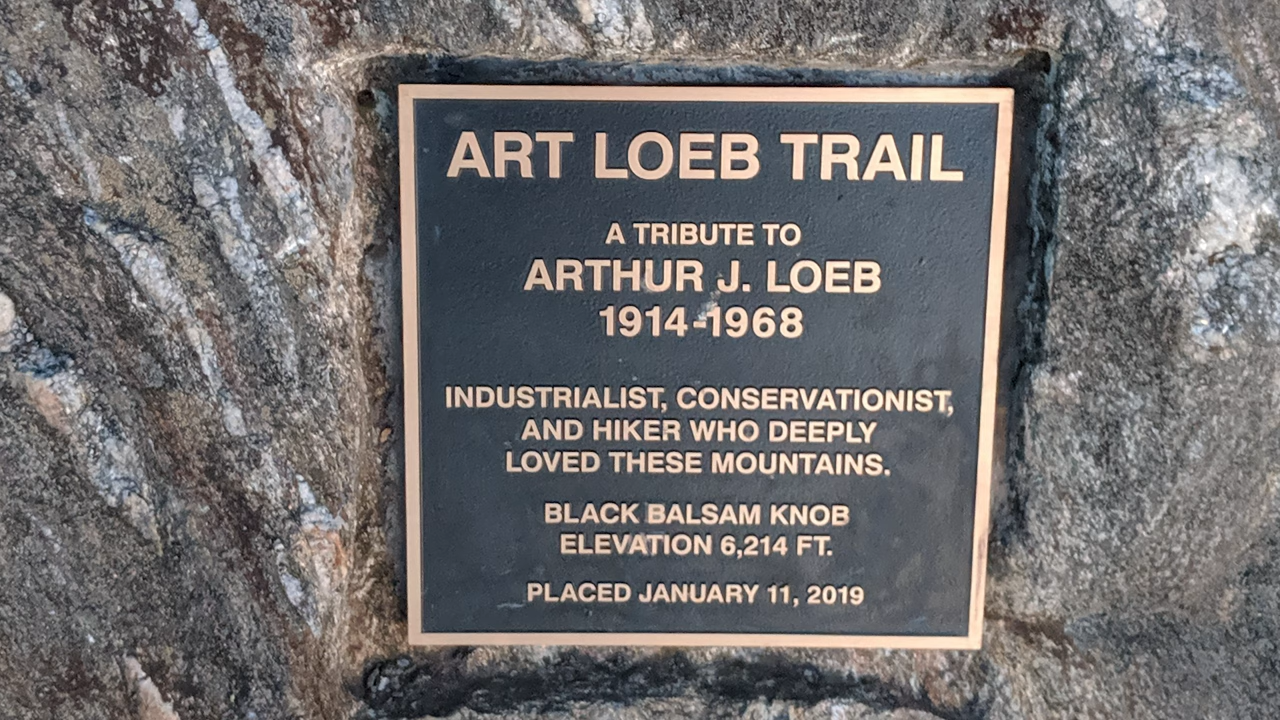 ART LOEB TRAIL
A TRIBUTE TO
ARTHUR J. LOEB
1914-1968
INDUSTRIALIST, CONSERVATIONIST,
AND HIKER WHO DEEPLY
LOVED THESE MOUNTAINS.
BLACK BALSAM KNOB
ELEVATION 6,214 FT.
PLACED JANUARY 11, 2019